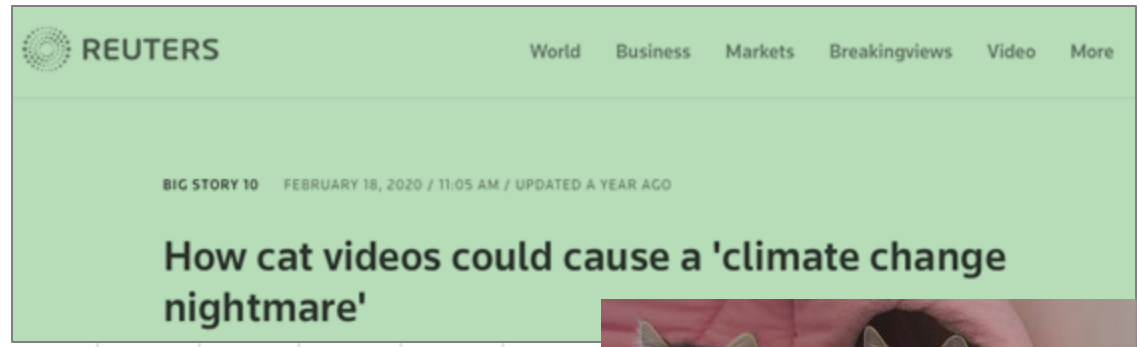 REUTERS World Business Markets Breakingviews Video More
BIG STORY 10 FEBRUARY 18, 2020 / 11:05 AM / UPDATED A YEAR AGO
How cat videos could cause a 'climate change
nightmare'